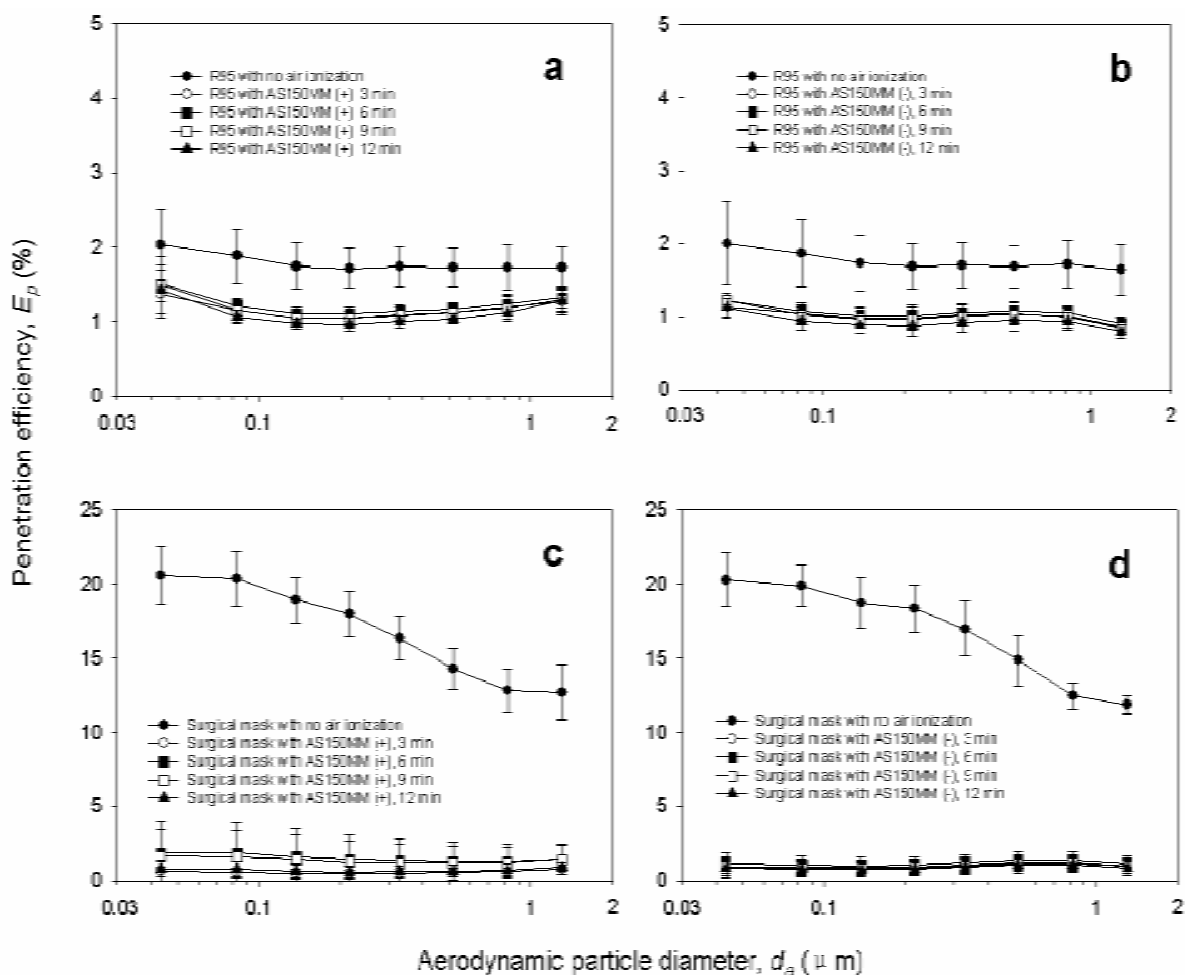 Penetration efficiency, Ep (%)
5
4
3
2
1
0
a
R95 with no air ionization
R95 with AS150MM (+) 3 min
R95 with AS150MM (+) 6 min
R95 with AS150MM (+) 9 min
R95 with AS150MM (+) 12 min
0.03
0.1
1
2
5
4
3
2
1
0
b
R95 with no air ionization
R95 with AS150MM (-), 3 min
R95 with AS150MM (-), 6 min
R95 with AS150MM (-), 9 min
R95 with AS150MM (-), 12 min
0.03
0.1
1
2
25
20
15
10
5
0
c
Surgical mask with no air ionization
Surgical mask with AS150MM (+), 3 min
Surgical mask with AS150MM (+), 6 min
Surgical mask with AS150MM (+), 9 min
Surgical mask with AS150MM (+), 12 min
0.03
0.1
1
2
25
20
15
10
5
0
d
Surgical mask with no air ionization
Surgical mask with AS150MM (-), 3 min
Surgical mask with AS150MM (-), 6 min
Surgical mask with AS150MM (-), 9 min
Surgical mask with AS150MM (-), 12 min
0.03
0.1
1
2
Aerodynamic particle diameter, da (μm)